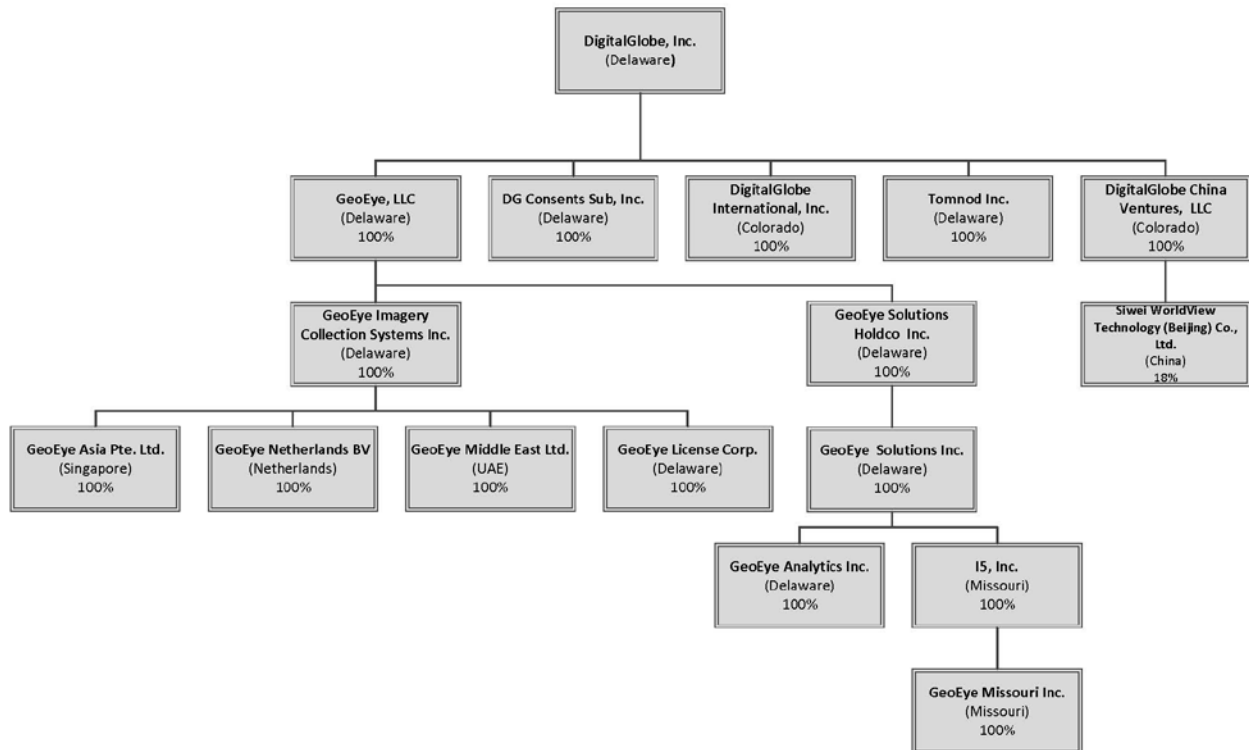 DigitalGlobe, Inc.
(Delaware)
GeoEye, LLC
(Delaware)
100%
DG Consents Sub, Inc.
(Delaware)
100%
DigitalGlobe
International, Inc.
(Colorado)
100%
Tomnod Inc.
(Delaware)
100%
DigitalGlobe China
Ventures, LLC
(Colorado)
100%
GeoEye Imagery
Collection Systems Inc.
(Delaware)
100%
GeoEye Solutions
Holdco Inc.
(Delaware)
100%
Siwei WorldView
Technology (Beijing) Co.,
Ltd.
(China)
18%
GeoEye Asia Pte. Ltd.
(Singapore)
100%
GeoEye Netherlands BV
(Netherlands)
100%
GeoEye Middle East Ltd.
(UAE)
100%
GeoEye License Corp.
(Delaware)
100%
GeoEye Solutions Inc.
(Delaware)
100%
GeoEye Analytics Inc.
(Delaware)
100%
I5, Inc.
(Missouri)
100%
GeoEye Missouri Inc.
(Missouri)
100%